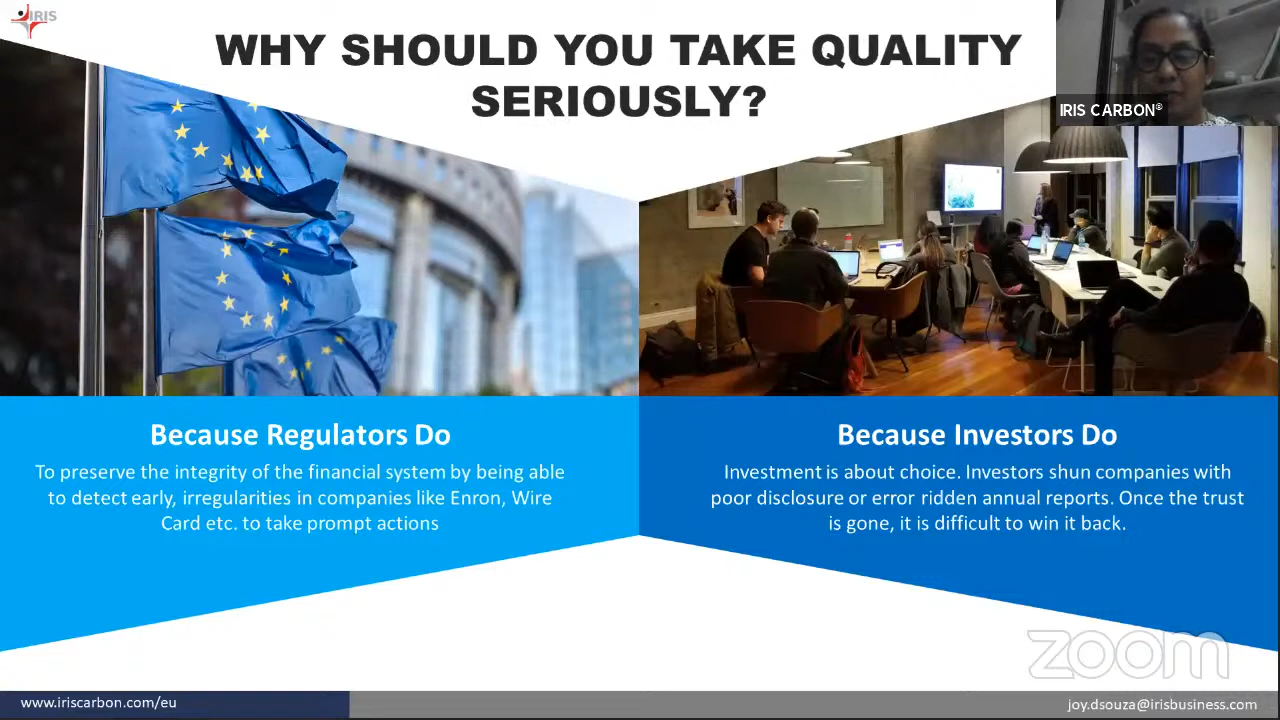 IRIS
WHY SHOULD YOU TAKE QUALITY
SERIOUSLY?
IRIS CARBON®
Because Regulators Do
To preserve the integrity of the financial system by being able
to detect early, irregularities in companies like Enron, Wire
Card etc. to take prompt actions
Because Investors Do
Investment is about choice. Investors shun companies with
poor disclosure or error ridden annual reports. Once the trust
is gone, it is difficult to win it back.
zoom
www.iriscarbon.com/eu
joy.dsouza@irisbusiness.com